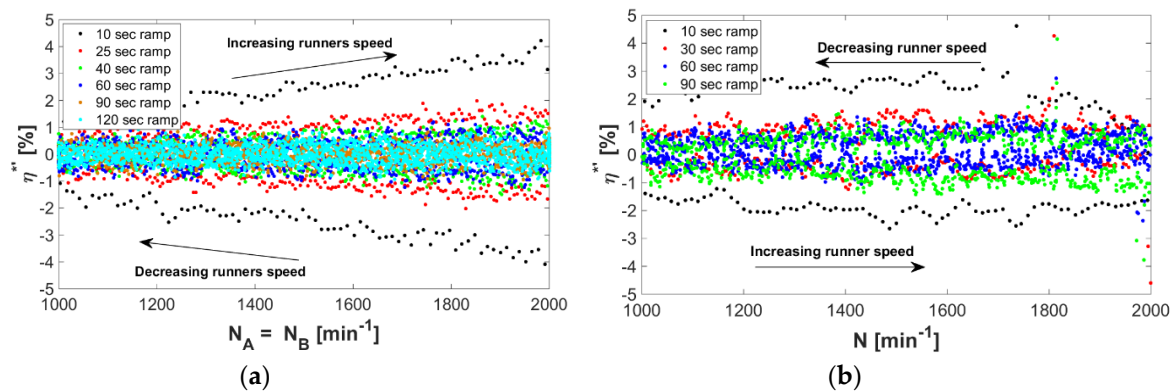 (a)
5
4
3
2
1
0
-1
-2
-3
-4
-5
η*' [%]
10 sec ramp
25 sec ramp
40 sec ramp
60 sec ramp
90 sec ramp
120 sec ramp
Increasing runners speed
Decreasing runners speed
1000 1200 1400 1600 1800 2000
N_A = N_B [min^-1]
(b)
5
4
3
2
1
0
-1
-2
-3
-4
-5
η*' [%]
10 sec ramp
30 sec ramp
60 sec ramp
90 sec ramp
Decreasing runner speed
Increasing runner speed
1000 1200 1400 1600 1800 2000
N [min^-1]